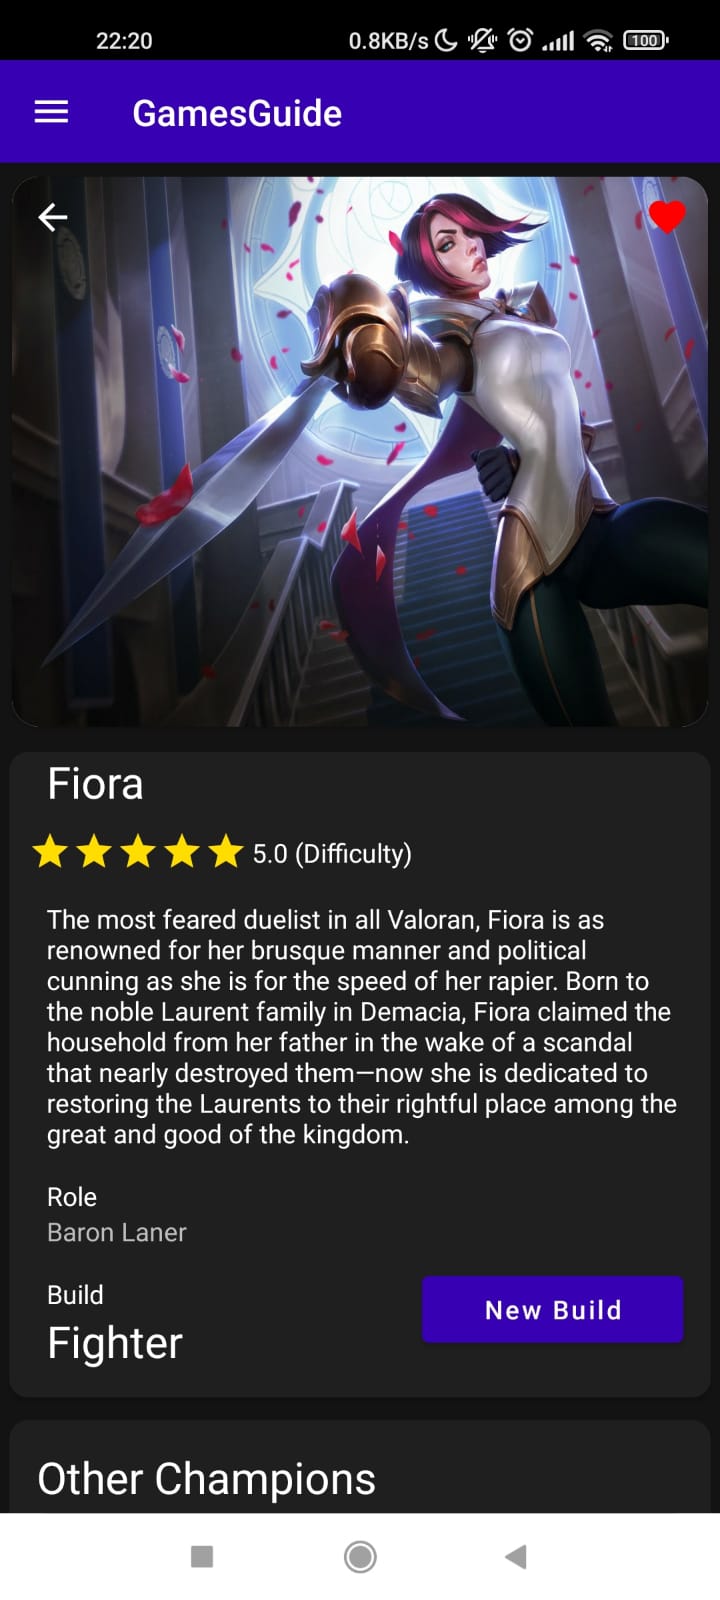 22:20 0.8KB/s 100
GamesGuide
Fiora
5.0 (Difficulty)
The most feared duelist in all Valoran, Fiora is as
renowned for her brusque manner and political
cunning as she is for the speed of her rapier. Born to
the noble Laurent family in Demacia, Fiora claimed the
household from her father in the wake of a scandal
that nearly destroyed them—now she is dedicated to
restoring the Laurents to their rightful place among the
great and good of the kingdom.
Role
Baron Laner
Build
Fighter
New Build
Other Champions